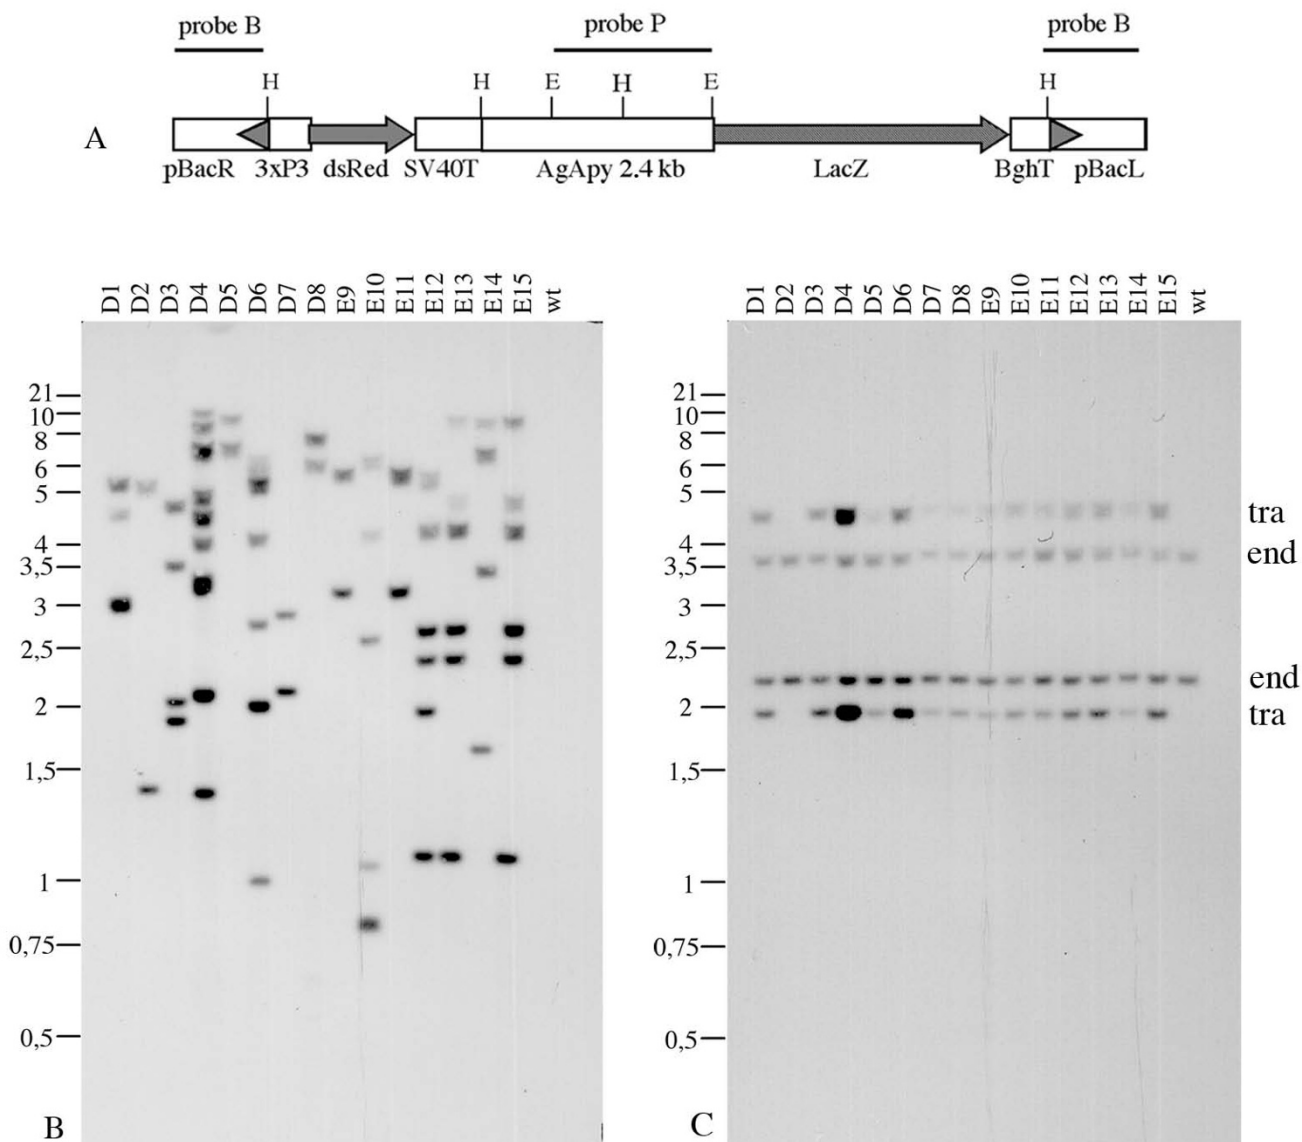 probe B probe P probe B
H H E H E H
A
pBacR 3xP3 dsRed SV40T AgApy 2.4 kb LacZ BghT pBacL
D1 D2 D3 D4 D5 D6 D7 D8 E9 E10 E11 E12 E13 E14 E15 wt
21
10
8
6
5
4
3,5
3
2,5
2
1,5
1
0,75
0,5
B
D1 D2 D3 D4 D5 D6 D7 D8 E9 E10 E11 E12 E13 E14 E15 wt
21
10
8
6
5
4
3,5
3
2,5
2
1,5
1
0,75
0,5
tra
end
end
tra
C